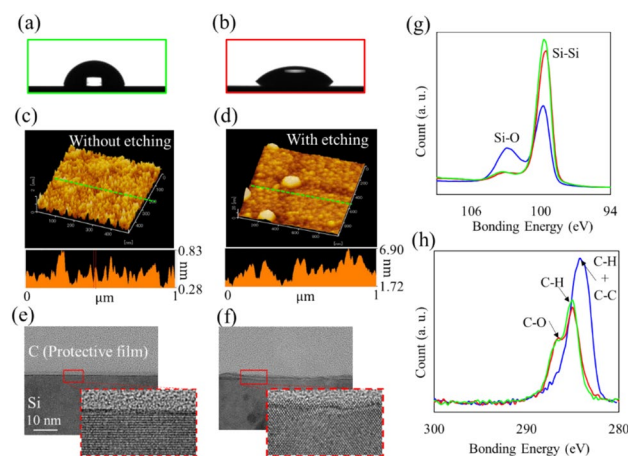 (a)
(b)
(c)
Without etching
(d)
With etching
0.83
nm
0.28
0
μm
1
6.90
nm
1.72
0
μm
1
(e)
C (Protective film)
Si
10 nm
(f)
(g)
Count (a. u.)
Si-Si
Si-O
106
100
94
Bonding Energy (eV)
(h)
Count (a. u.)
C-H
+
C-C
C-H
C-O
300
290
280
Bonding Energy (eV)